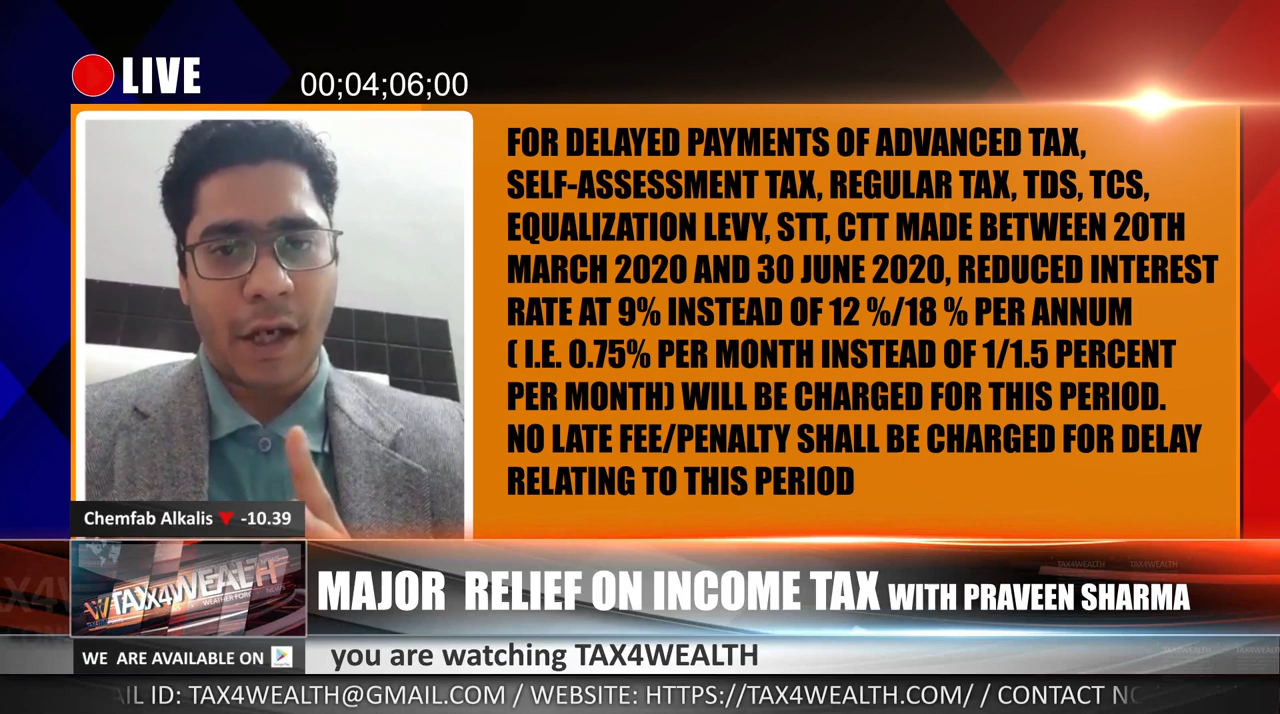 LIVE
00;04;06;00
FOR DELAYED PAYMENTS OF ADVANCED TAX,
SELF-ASSESSMENT TAX, REGULAR TAX, TDS, TCS,
EQUALIZATION LEVY, STT, CTT MADE BETWEEN 20TH
MARCH 2020 AND 30 JUNE 2020, REDUCED INTEREST
RATE AT 9% INSTEAD OF 12 %/18 % PER ANNUM
( I.E. 0.75% PER MONTH INSTEAD OF 1/1.5 PERCENT
PER MONTH) WILL BE CHARGED FOR THIS PERIOD.
NO LATE FEE/PENALTY SHALL BE CHARGED FOR DELAY
RELATING TO THIS PERIOD
Chemfab Alkalis ▼ -10.39
TAX4WEALTH
MAJOR RELIEF ON INCOME TAX WITH PRAVEEN SHARMA
WE ARE AVAILABLE ON
you are watching TAX4WEALTH
AIL ID: TAX4WEALTH@GMAIL.COM / WEBSITE: HTTPS://TAX4WEALTH.COM/ / CONTACT NO